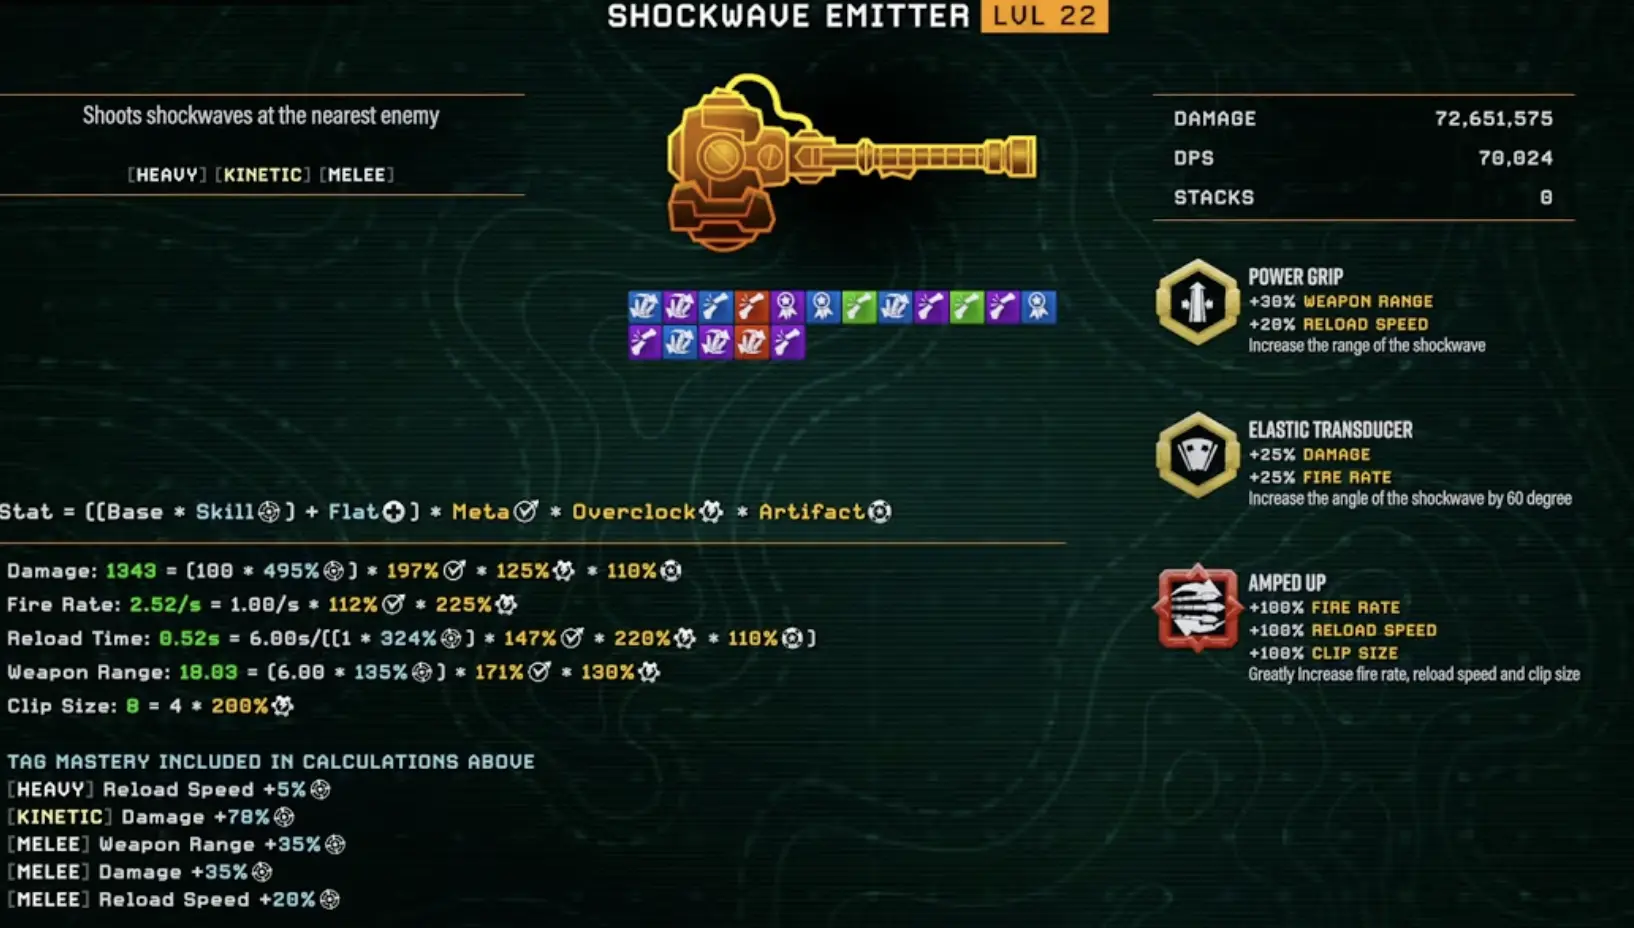 SHOCKWAVE EMITTER LVL 22
Shoots shockwaves at the nearest enemy
[HEAVY] [KINETIC] [MELEE]
DAMAGE 72,651,575
DPS 70,024
STACKS 0
POWER GRIP
+30% WEAPON RANGE
+20% RELOAD SPEED
Increase the range of the shockwave
ELASTIC TRANSDUCER
+25% DAMAGE
+25% FIRE RATE
Increase the angle of the shockwave by 60 degree
AMPED UP
+100% FIRE RATE
+100% RELOAD SPEED
+100% CLIP SIZE
Greatly Increase fire rate, reload speed and clip size
Stat = ((Base * Skill) + Flat) * Meta * Overclock * Artifact
Damage: 1343 = (100 * 495%) * 197% * 125% * 110%
Fire Rate: 2.52/s = 1.00/s * 112% * 225%
Reload Time: 0.52s = 6.00s/((1 * 324%) * 147% * 220% * 110%)
Weapon Range: 18.03 = (6.00 * 135%) * 171% * 130%
Clip Size: 8 = 4 * 200%
TAG MASTERY INCLUDED IN CALCULATIONS ABOVE
[HEAVY] Reload Speed +5%
[KINETIC] Damage +78%
[MELEE] Weapon Range +35%
[MELEE] Damage +35%
[MELEE] Reload Speed +20%